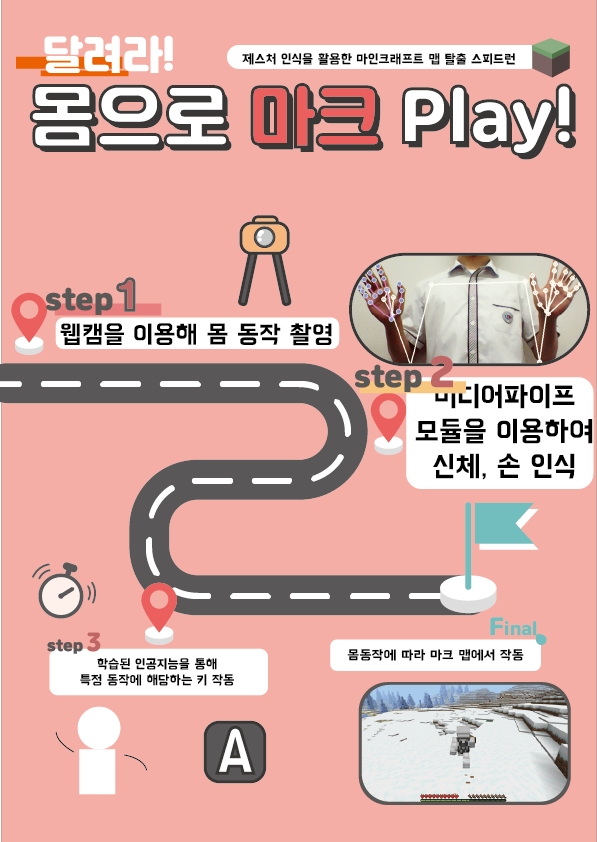 달려라!
제스처 인식을 활용한 마인크래프트 맵 탈출 스피드런
몸으로 마크 Play!
step 1
웹캠을 이용해 몸 동작 촬영
step 2
미디어파이프
모듈을 이용하여
신체, 손 인식
step 3
학습된 인공지능을 통해
특정 동작에 해당하는 키 작동
A
Final
몸동작에 따라 마크 맵에서 작동